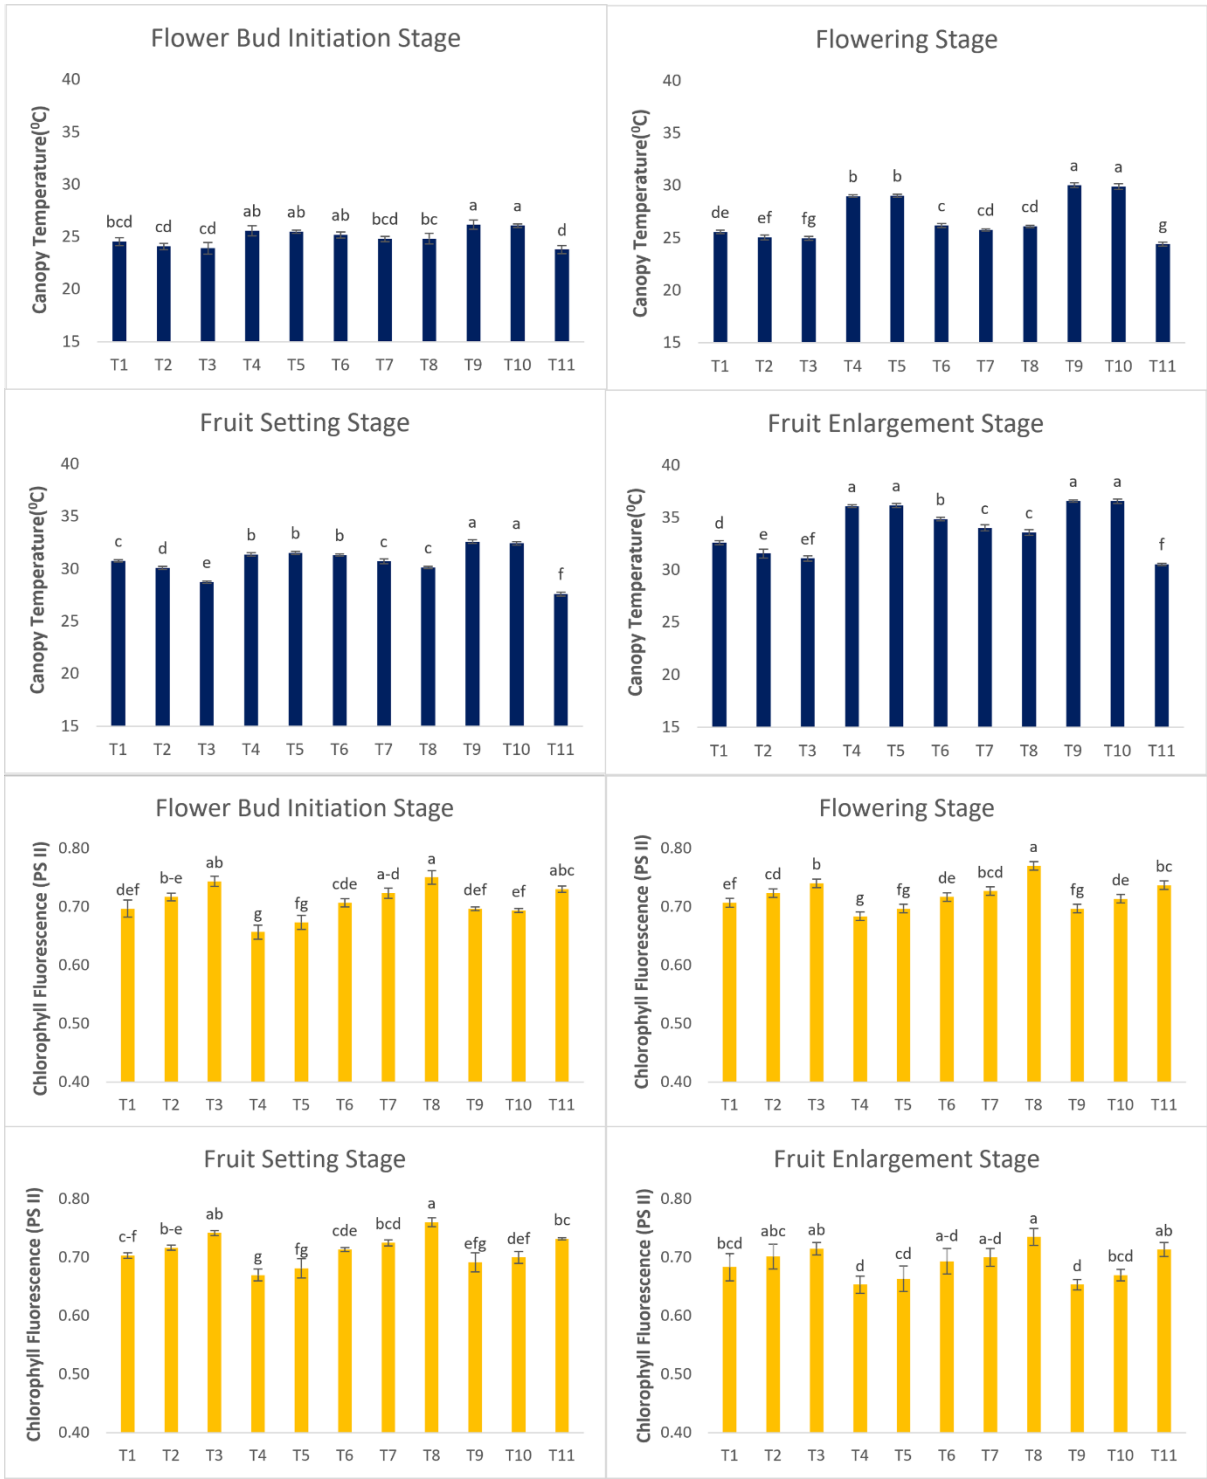 Flower Bud Initiation Stage
Canopy Temperature(⁰C)
40
35
30
25
20
15
bcd cd cd ab ab ab bcd bc a a d
T1 T2 T3 T4 T5 T6 T7 T8 T9 T10 T11
Flowering Stage
Canopy Temperature(⁰C)
40
35
30
25
20
15
de ef fg b b c cd cd a a g
T1 T2 T3 T4 T5 T6 T7 T8 T9 T10 T11
Fruit Setting Stage
Canopy Temperature(⁰C)
40
35
30
25
20
15
c d e b b b c c a a f
T1 T2 T3 T4 T5 T6 T7 T8 T9 T10 T11
Fruit Enlargement Stage
Canopy Temperature(⁰C)
40
35
30
25
20
15
d e ef a a b c c a a f
T1 T2 T3 T4 T5 T6 T7 T8 T9 T10 T11
Flower Bud Initiation Stage
Chlorophyll Fluorescence (PS II)
0.80
0.70
0.60
0.50
0.40
def b-e ab g fg cde a-d a def ef abc
T1 T2 T3 T4 T5 T6 T7 T8 T9 T10 T11
Flowering Stage
Chlorophyll Fluorescence (PS II)
0.80
0.70
0.60
0.50
0.40
ef cd b g fg de bcd a fg de bc
T1 T2 T3 T4 T5 T6 T7 T8 T9 T10 T11
Fruit Setting Stage
Chlorophyll Fluorescence (PS II)
0.80
0.70
0.60
0.50
0.40
c-f b-e ab g fg cde bcd a efg def bc
T1 T2 T3 T4 T5 T6 T7 T8 T9 T10 T11
Fruit Enlargement Stage
Chlorophyll Fluorescence (PS II)
0.80
0.70
0.60
0.50
0.40
bcd abc ab d cd a-d a-d a d bcd ab
T1 T2 T3 T4 T5 T6 T7 T8 T9 T10 T11